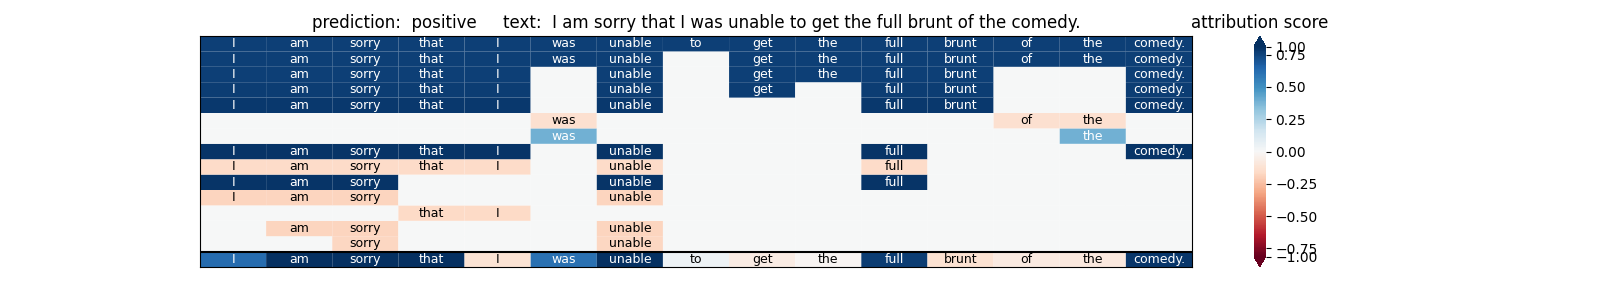 prediction:  positive     text:  I am sorry that I was unable to get the full brunt of the comedy.     attribution score
I am sorry that I was unable to get the full brunt of the comedy.
I am sorry that I was unable get the full brunt of the comedy.
I am sorry that I unable get the full brunt comedy.
I am sorry that I unable get full brunt comedy.
I am sorry that I unable full brunt comedy.
was of the
was the
I am sorry that I unable full comedy.
I am sorry that I unable full
I am sorry unable full
I am sorry unable
that I
am sorry unable
sorry unable
I am sorry that I was unable to get the full brunt of the comedy.
1.00
0.75
0.50
0.25
0.00
−0.25
−0.50
−0.75
−1.00